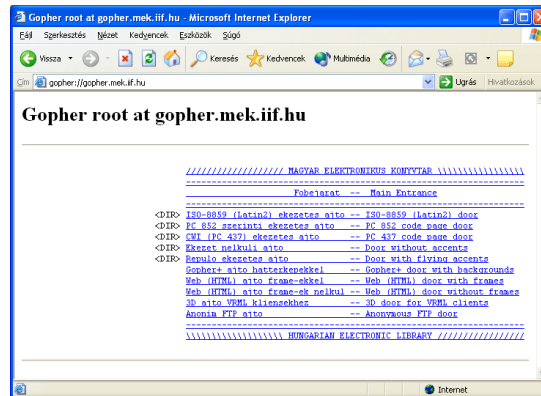 Gopher root at gopher.mek.iif.hu - Microsoft Internet Explorer
Fájl Szerkesztés Nézet Kedvencek Eszközök Súgó
Vissza Keresés Kedvencek Multimédia
Cím gopher://gopher.mek.iif.hu Ugrás Hivatkozások
Gopher root at gopher.mek.iif.hu
/////////////////// MAGYAR ELEKTRONIKUS KONYVTAR \\\\\\\\\\\\\\\\\
----------------------------------------------------------------
Fobejarat -- Main Entrance
----------------------------------------------------------------
<DIR> ISO-8859 (Latin2) ekezetes ajto -- ISO-8859 (Latin2) door
<DIR> PC 852 szerinti ekezetes ajto -- PC 852 code page door
<DIR> CWI (PC 437) ekezetes ajto -- PC 437 code page door
<DIR> Ekezet nelkuli ajto -- Door without accents
<DIR> Repulo ekezetes ajto -- Door with flying accents
Gopher+ ajto hatterkepekkel -- Gopher+ door with backgrounds
Web (HTML) ajto frame-ekkel -- Web (HTML) door with frames
Web (HTML) ajto frame-ek nelkul -- Web (HTML) door without frames
3D ajto VRML kliensekhez -- 3D door for VRML clients
Anonim FTP ajto -- Anonymous FTP door
----------------------------------------------------------------
\\\\\\\\\\\\\\\\\\\ HUNGARIAN ELECTRONIC LIBRARY /////////////////
Internet